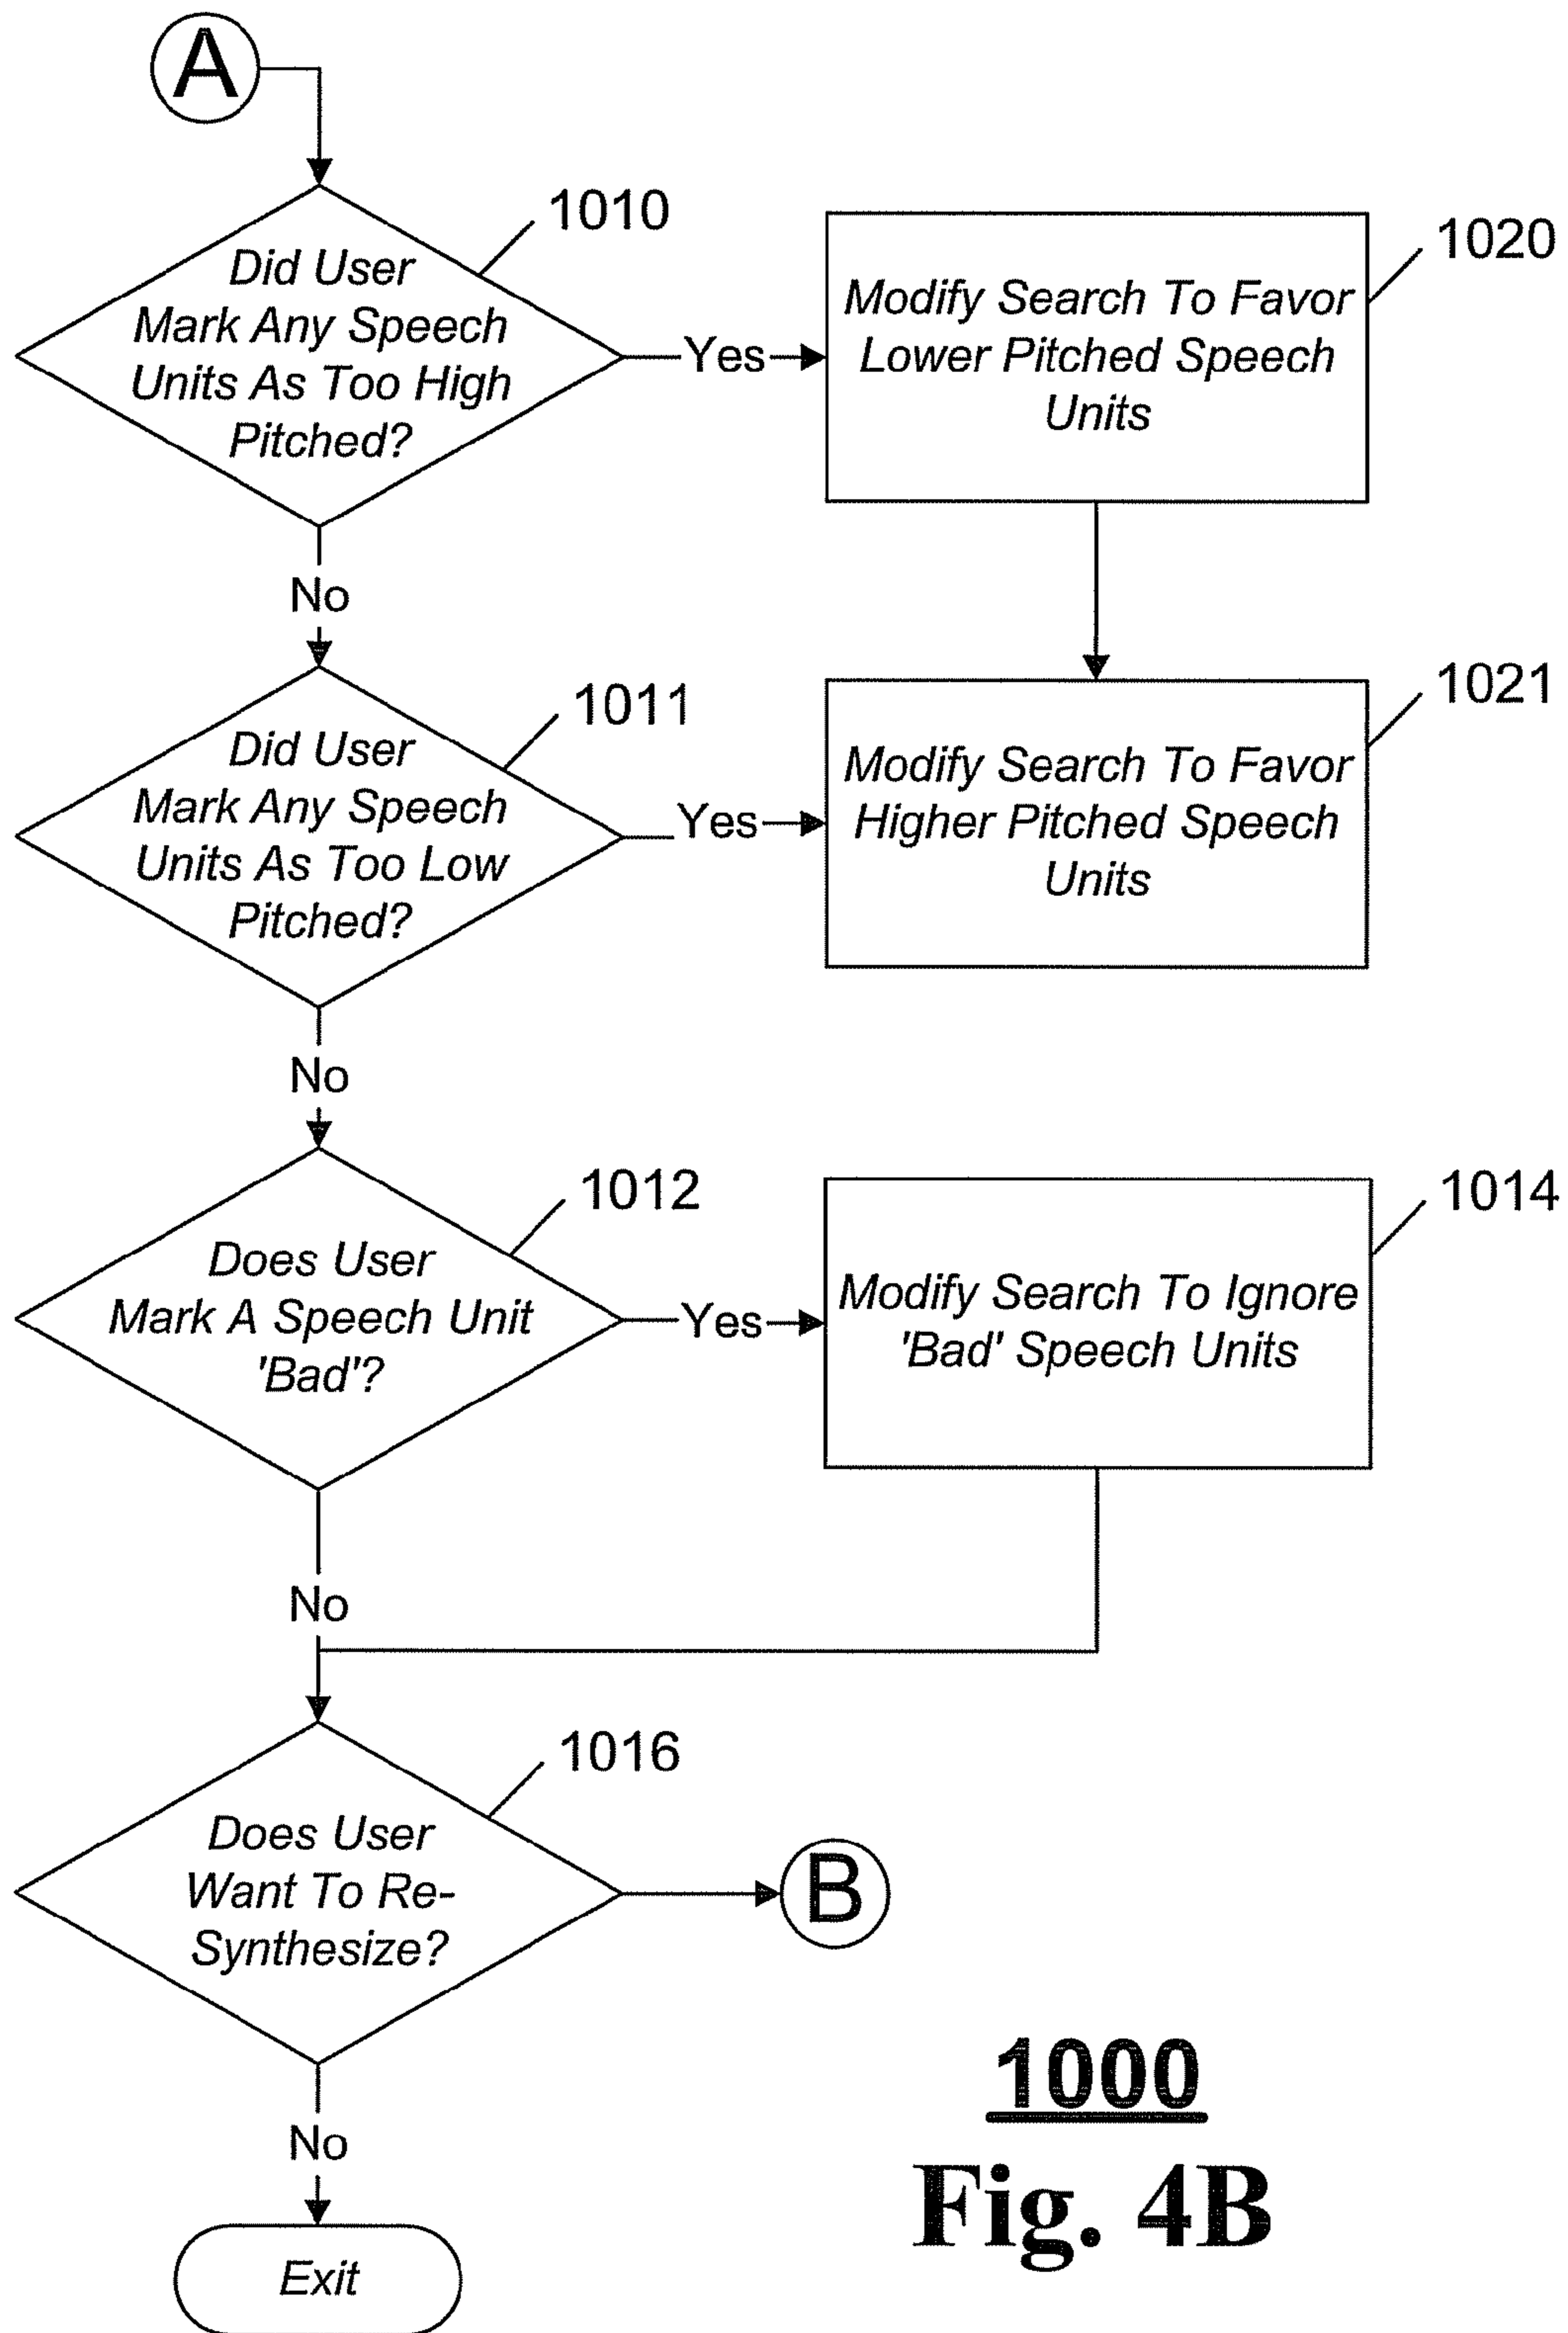 A
1010
Did User
Mark Any Speech
Units As Too High
Pitched?
Yes
1020
Modify Search To Favor
Lower Pitched Speech
Units
No
1011
Did User
Mark Any Speech
Units As Too Low
Pitched?
Yes
1021
Modify Search To Favor
Higher Pitched Speech
Units
No
1012
Does User
Mark A Speech Unit
'Bad'?
Yes
1014
Modify Search To Ignore
'Bad' Speech Units
No
1016
Does User
Want To Re-
Synthesize?
B
No
Exit
1000
Fig. 4B